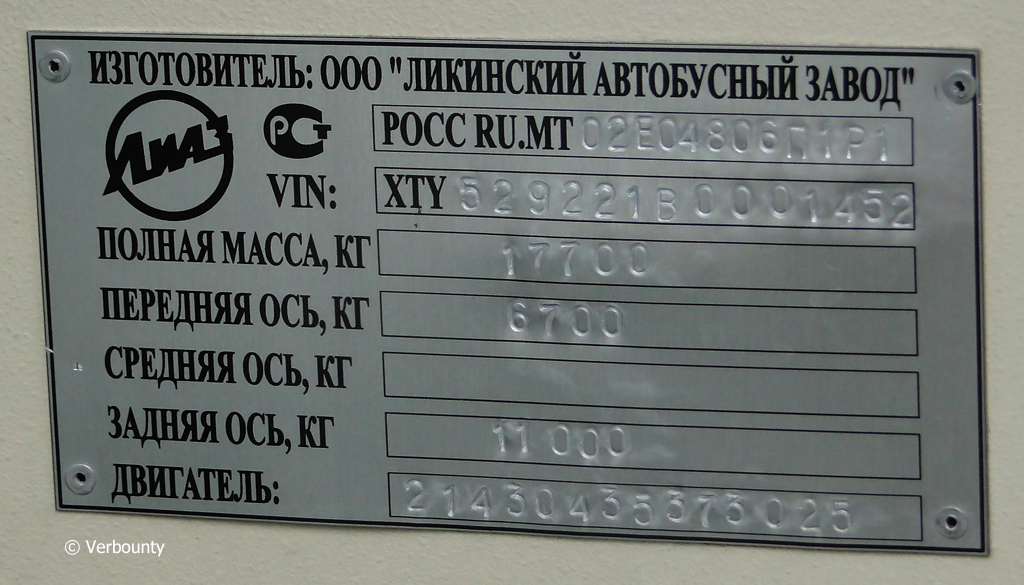 ИЗГОТОВИТЕЛЬ: ООО "ЛИКИНСКИЙ АВТОБУСНЫЙ ЗАВОД"
ЛиАЗ РСТ РОСС RU.МТ 02Е04806П1Р1
VIN: XTY 529221B0001452
ПОЛНАЯ МАССА, КГ 17700
ПЕРЕДНЯЯ ОСЬ, КГ 6700
СРЕДНЯЯ ОСЬ, КГ
ЗАДНЯЯ ОСЬ, КГ 11000
ДВИГАТЕЛЬ: 21430435373025
© Verbounty